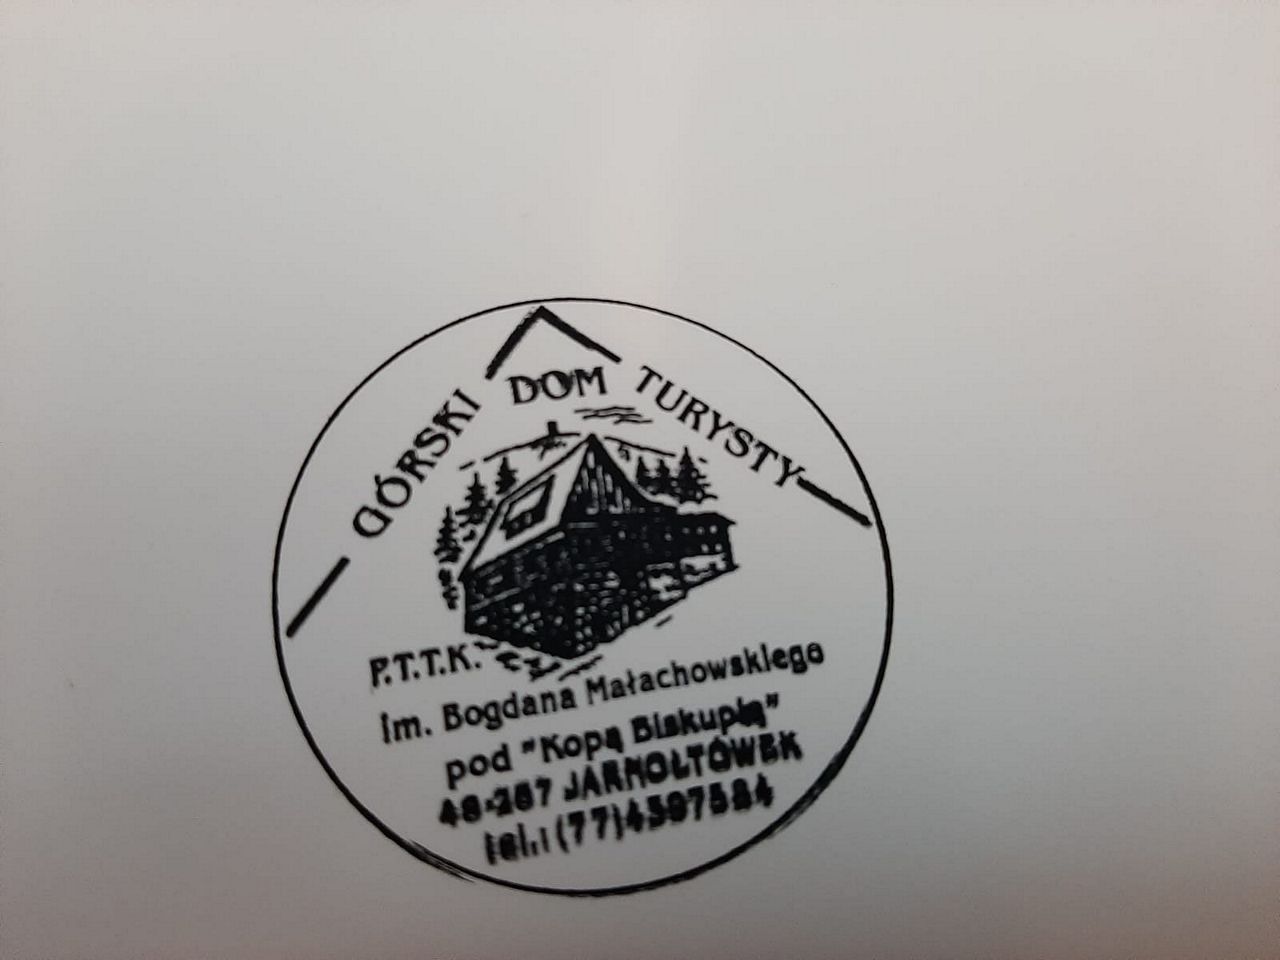 GÓRSKI DOM TURYSTY
P.T.T.K.
im. Bogdana Małachowskiego
pod "Kopą Biskupią"
48-267 JARNOŁTÓWEK
tel.: (77)4397584